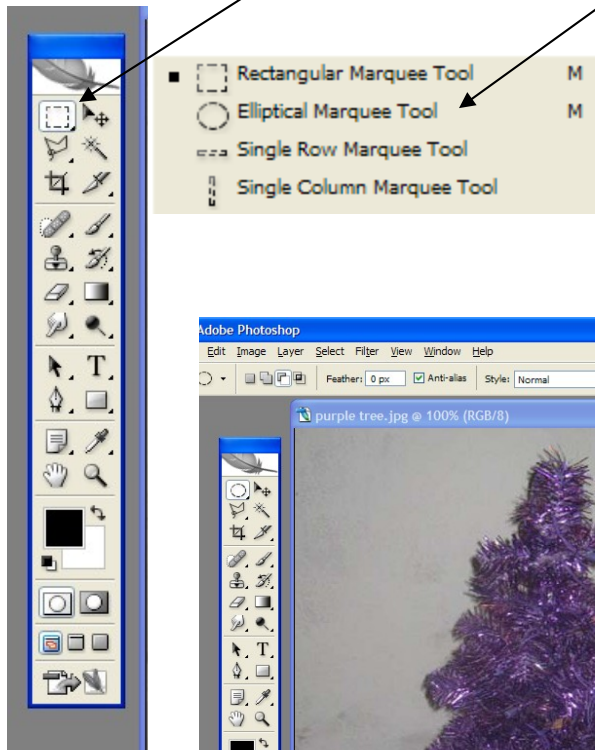 Rectangular Marquee Tool M
Elliptical Marquee Tool M
Single Row Marquee Tool
Single Column Marquee Tool
T
Adobe Photoshop
Edit Image Layer Select Filter View Window Help
Feather: 0 px Anti-alias Style: Normal
purple tree.jpg @ 100% (RGB/8)
T